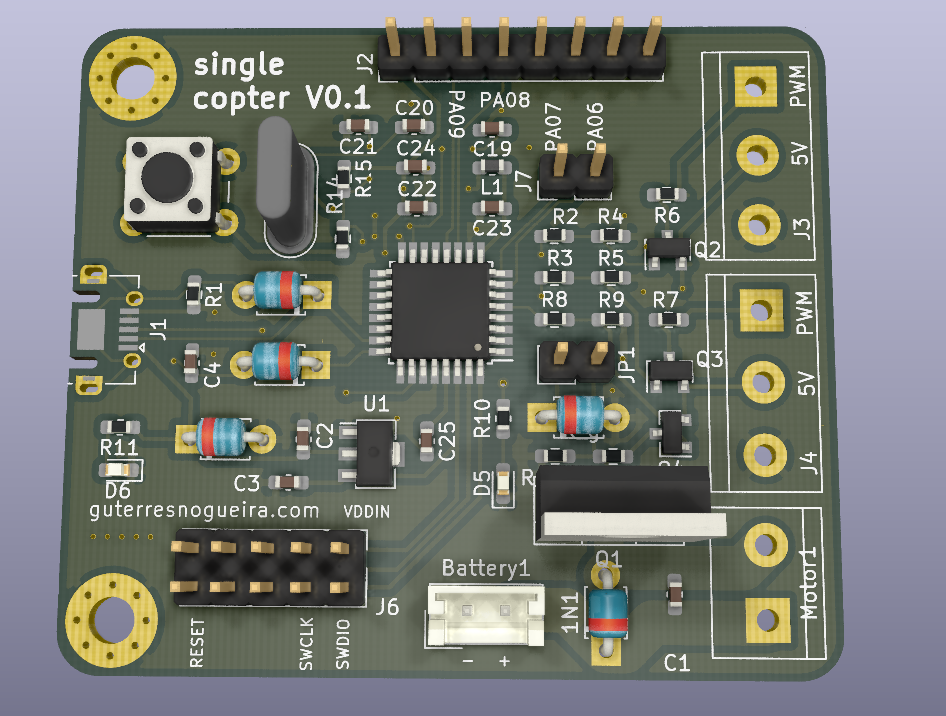 single
copter V0.1
J2
C20
C21
PA09
PA08
PA07
PA06
PWM
C24
C19
R14
R15
C22
L1
J7
5V
C23
R2
R4
R6
J3
Q2
R3
R5
R1
R8
R9
R7
PWM
J1
JP1
Q3
C4
5V
U1
R10
R11
C2
C25
J4
D6
C3
D5
guterresnogueira.com
VDDIN
Q1
Battery1
Motor1
J6
1N1
RESET
SWCLK
SWDIO
- +
C1